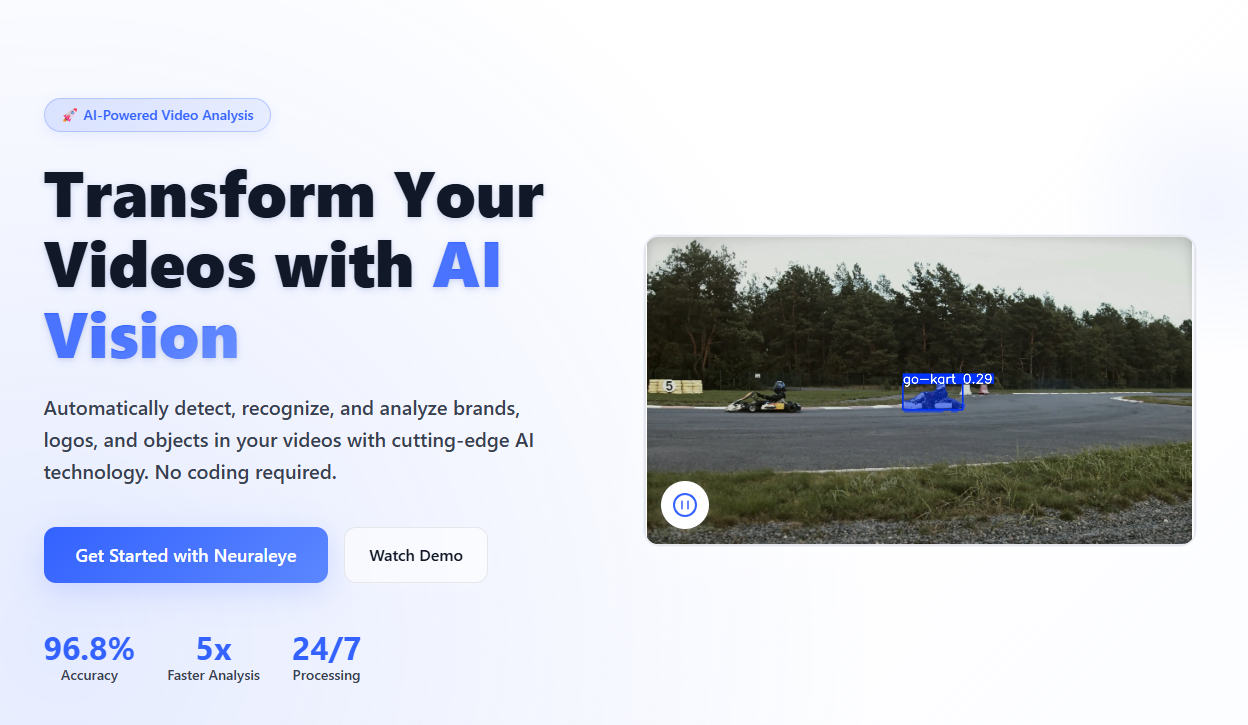 🚀 AI-Powered Video Analysis
Transform Your
Videos with AI
Vision
Automatically detect, recognize, and analyze brands,
logos, and objects in your videos with cutting-edge AI
technology. No coding required.
Get Started with Neuraleye
Watch Demo
96.8%
Accuracy
5x
Faster Analysis
24/7
Processing
5
go-kart 0.29